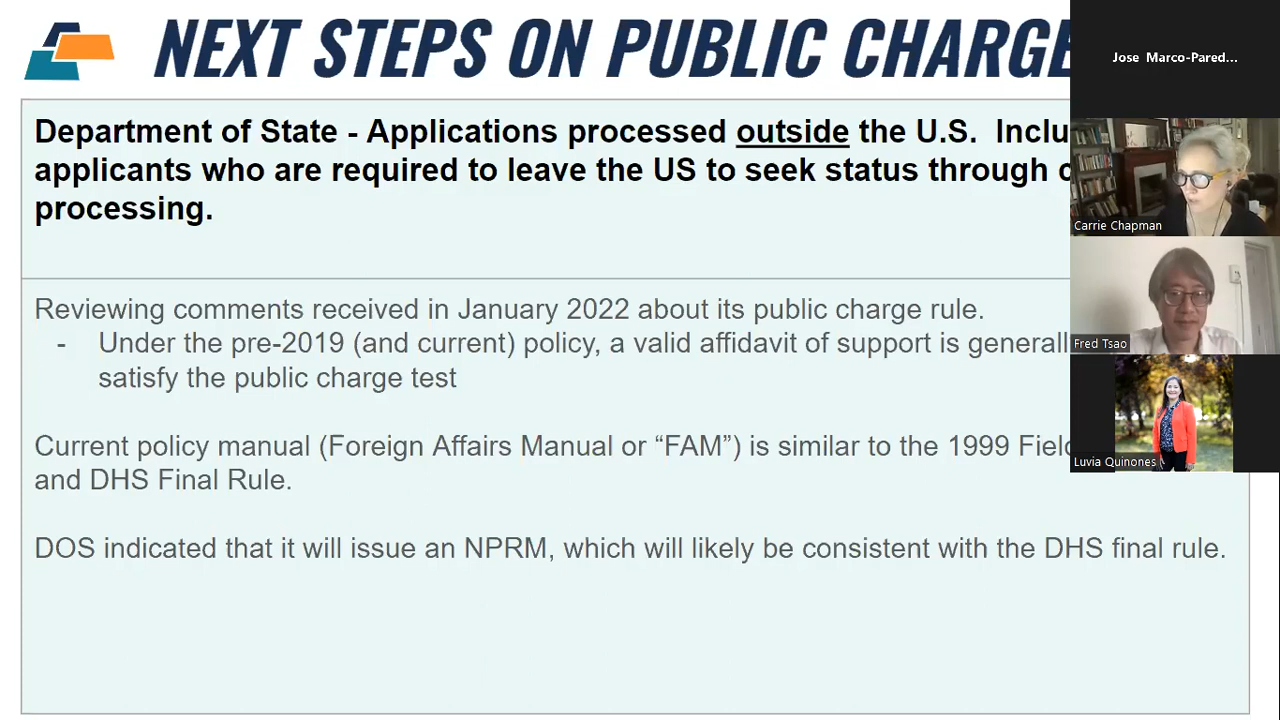 NEXT STEPS ON PUBLIC CHARGE
Department of State - Applications processed outside the U.S.
applicants who are required to leave the US to seek status through
processing.
Reviewing comments received in January 2022 about its public charge rule.
- Under the pre-2019 (and current) policy, a valid affidavit of support is
satisfy the public charge test
Current policy manual (Foreign Affairs Manual or “FAM”) is similar to the 1999
and DHS Final Rule.
DOS indicated that it will issue an NPRM, which will likely be consistent with the DHS final rule.
Jose Marco-Pared...
Carrie Chapman
Fred Tsao
Luvia Quinones (